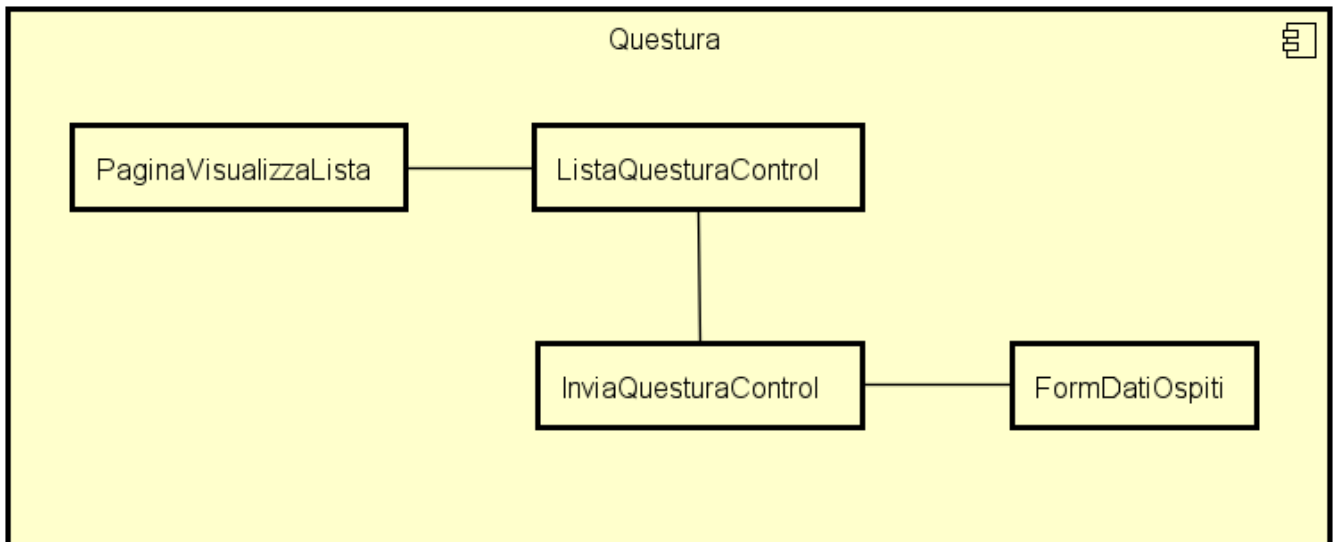 Questura
PaginaVisualizzaLista
ListaQuesturaControl
InviaQuesturaControl
FormDatiOspiti